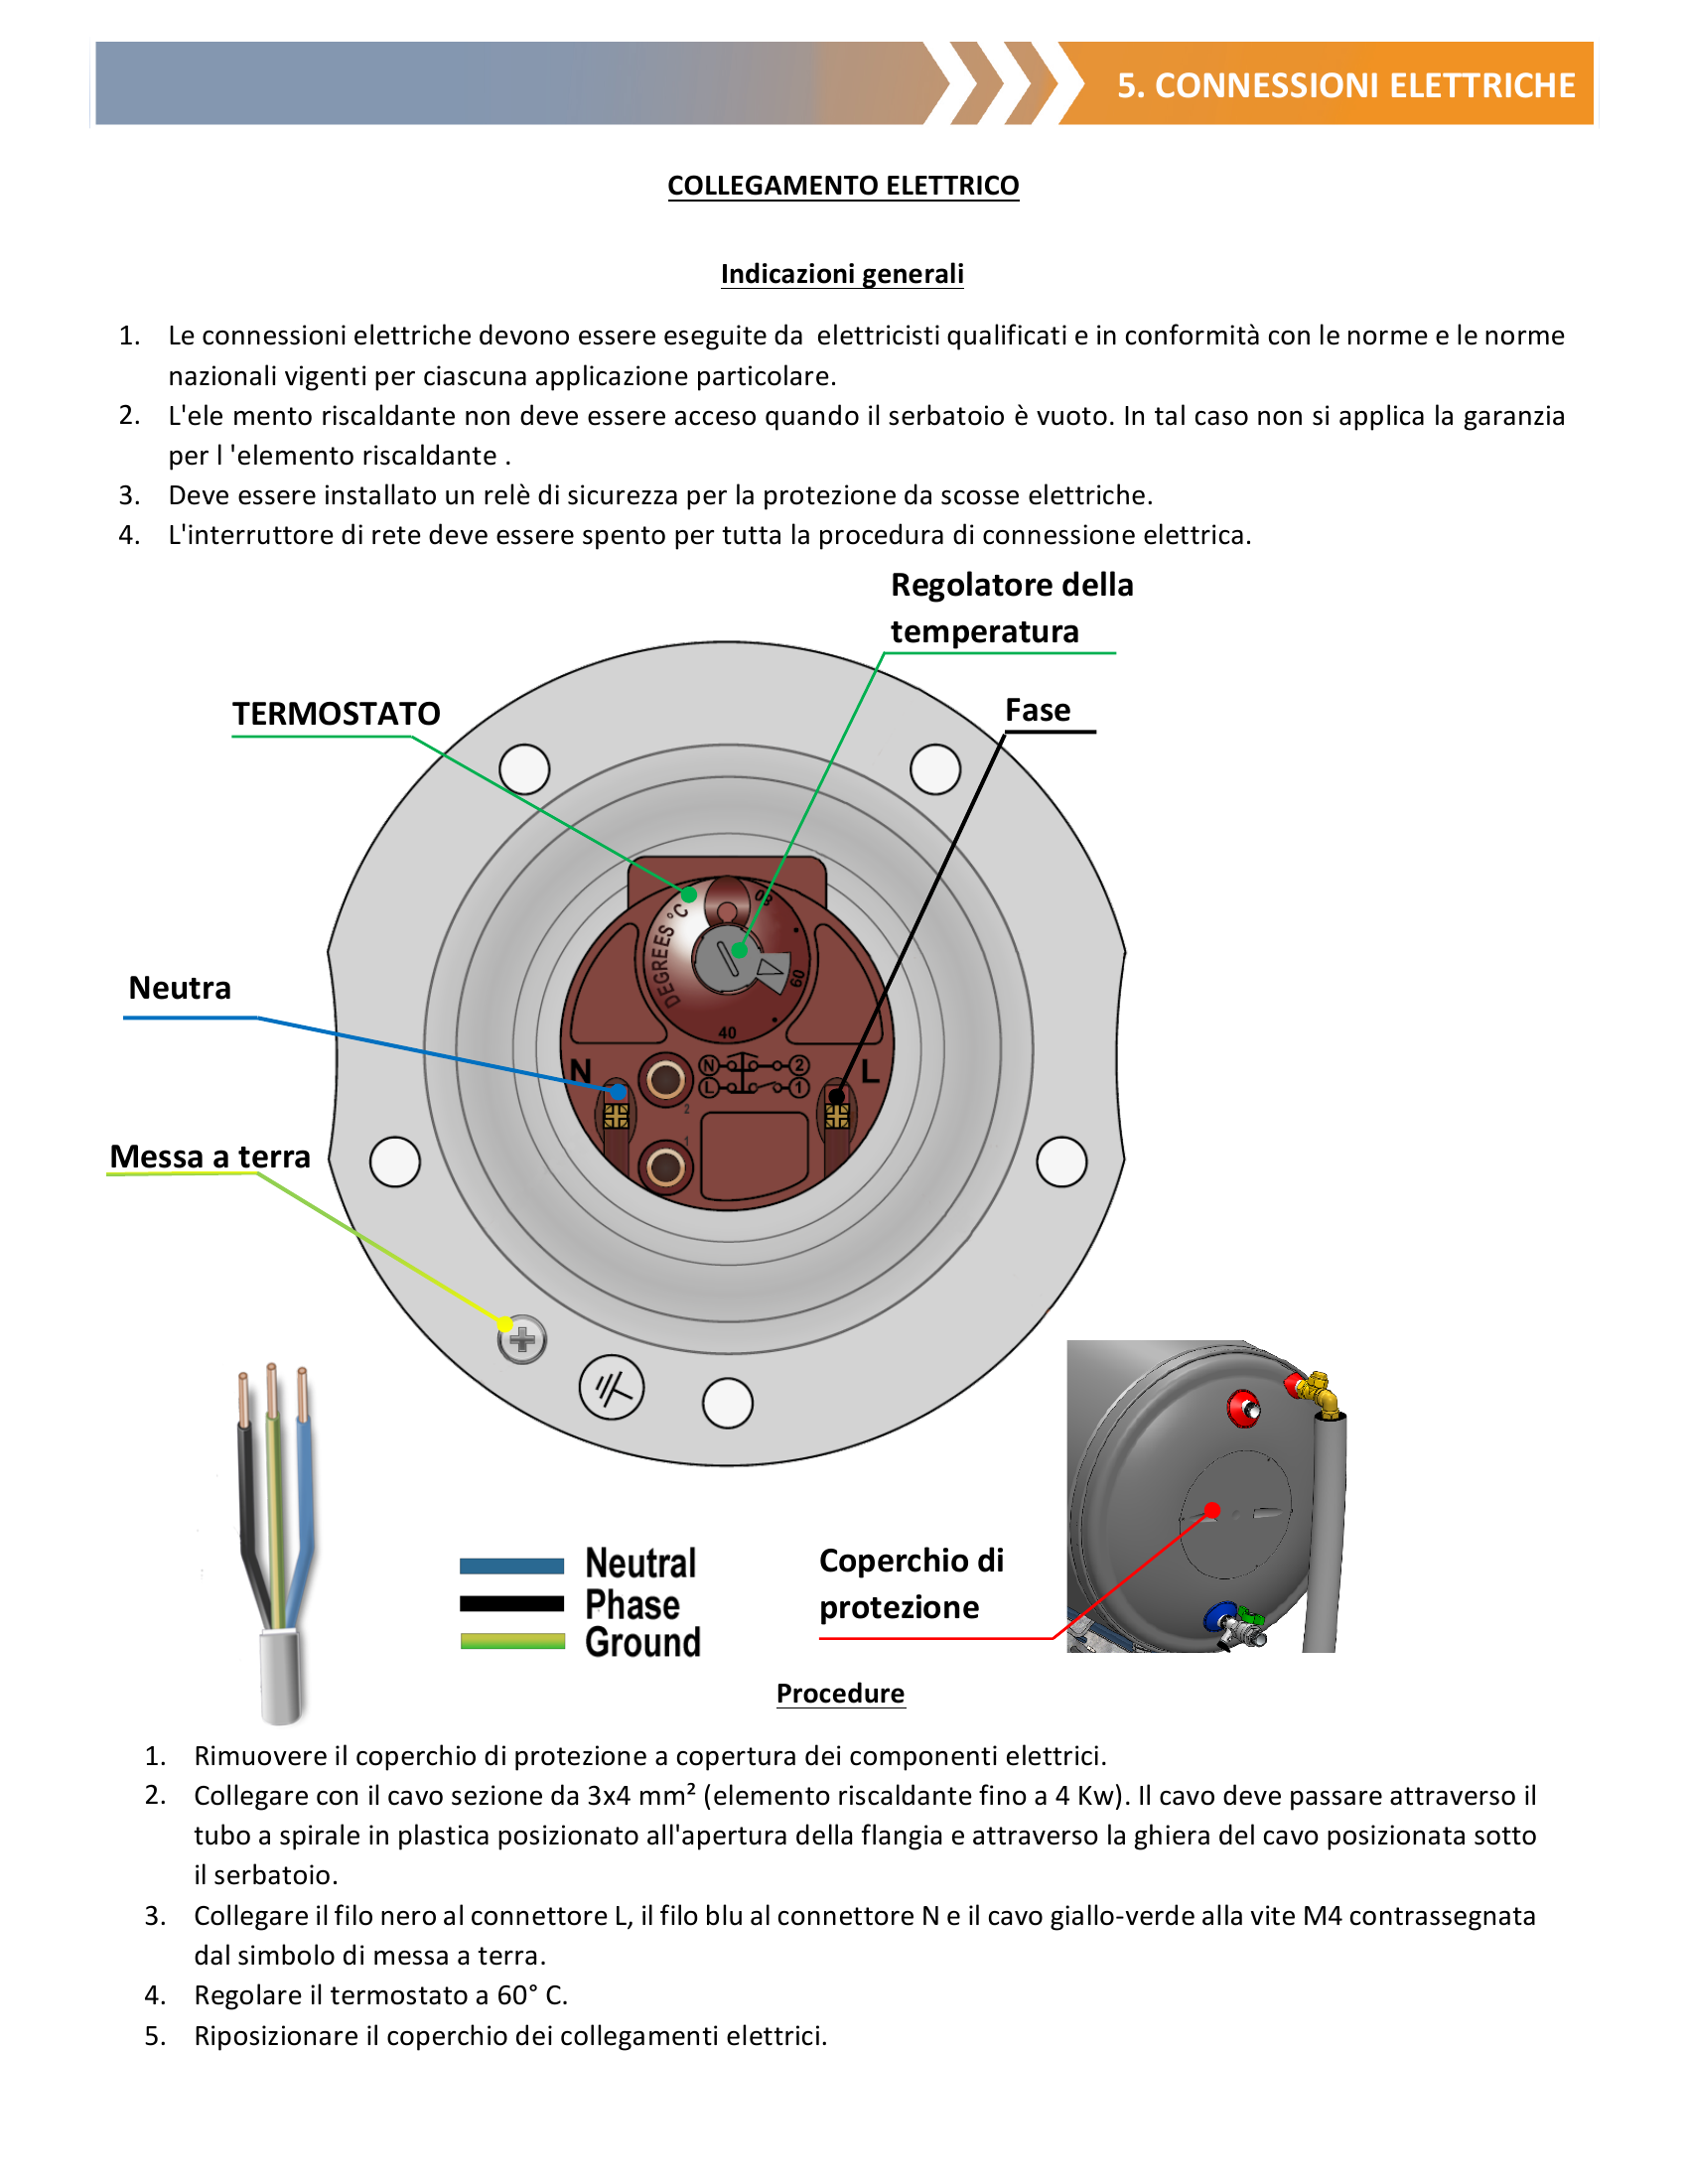 5. CONNESSIONI ELETTRICHE
COLLEGAMENTO ELETTRICO
Indicazioni generali
1. Le connessioni elettriche devono essere eseguite da  elettricisti qualificati e in conformità con le norme e le norme
nazionali vigenti per ciascuna applicazione particolare.
2. L'ele mento riscaldante non deve essere acceso quando il serbatoio è vuoto. In tal caso non si applica la garanzia
per l 'elemento riscaldante .
3. Deve essere installato un relè di sicurezza per la protezione da scosse elettriche.
4. L'interruttore di rete deve essere spento per tutta la procedura di connessione elettrica.
Regolatore della
temperatura
TERMOSTATO
Fase
DEGREES °C
60
40
Neutra
N
L
N 2
L 1
2
1
Messa a terra
Neutral
Phase
Ground
Coperchio di
protezione
Procedure
1. Rimuovere il coperchio di protezione a copertura dei componenti elettrici.
2. Collegare con il cavo sezione da 3x4 mm² (elemento riscaldante fino a 4 Kw). Il cavo deve passare attraverso il
tubo a spirale in plastica posizionato all'apertura della flangia e attraverso la ghiera del cavo posizionata sotto
il serbatoio.
3. Collegare il filo nero al connettore L, il filo blu al connettore N e il cavo giallo-verde alla vite M4 contrassegnata
dal simbolo di messa a terra.
4. Regolare il termostato a 60° C.
5. Riposizionare il coperchio dei collegamenti elettrici.